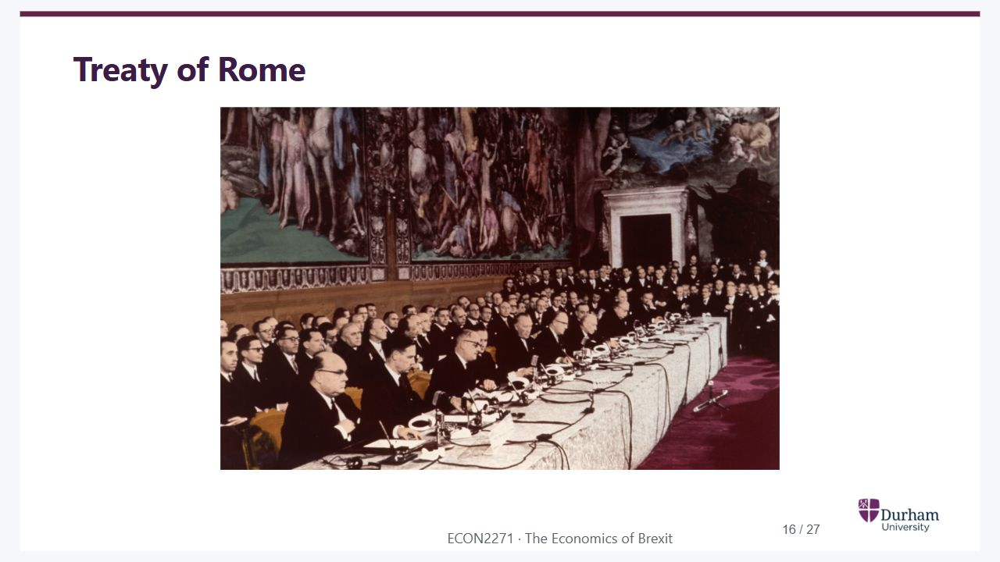 Treaty of Rome
16 / 27
Durham
University
ECON2271 · The Economics of Brexit